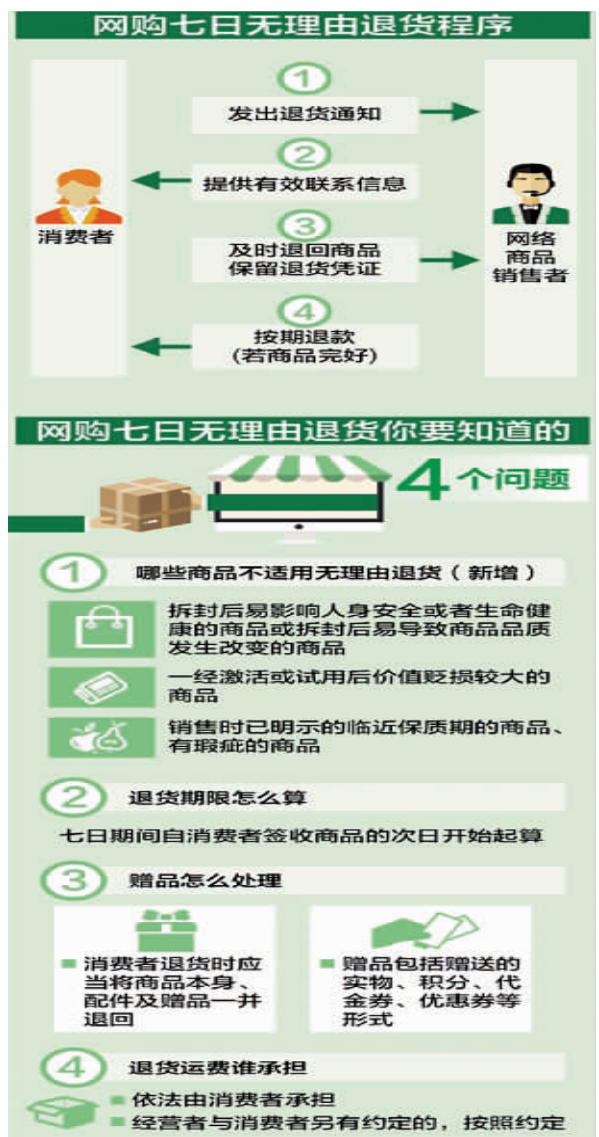 网购七日无理由退货程序
1
发出退货通知
2
提供有效联系信息
3
及时退回商品
保留退货凭证
4
按期退款
(若商品完好)
消费者
网络
商品
销售者
网购七日无理由退货你要知道的
4个问题
1 哪些商品不适用无理由退货（新增）
拆封后易影响人身安全或者生命健
康的商品或拆封后易导致商品品质
发生改变的商品
一经激活或试用后价值贬损较大的
商品
销售时已明示的临近保质期的商品、
有瑕疵的商品
2 退货期限怎么算
七日期间自消费者签收商品的次日开始起算
3 赠品怎么处理
消费者退货时应
当将商品本身、
配件及赠品一并
退回
赠品包括赠送的
实物、积分、代
金券、优惠券等
形式
4 退货运费谁承担
依法由消费者承担
经营者与消费者另有约定的，按照约定